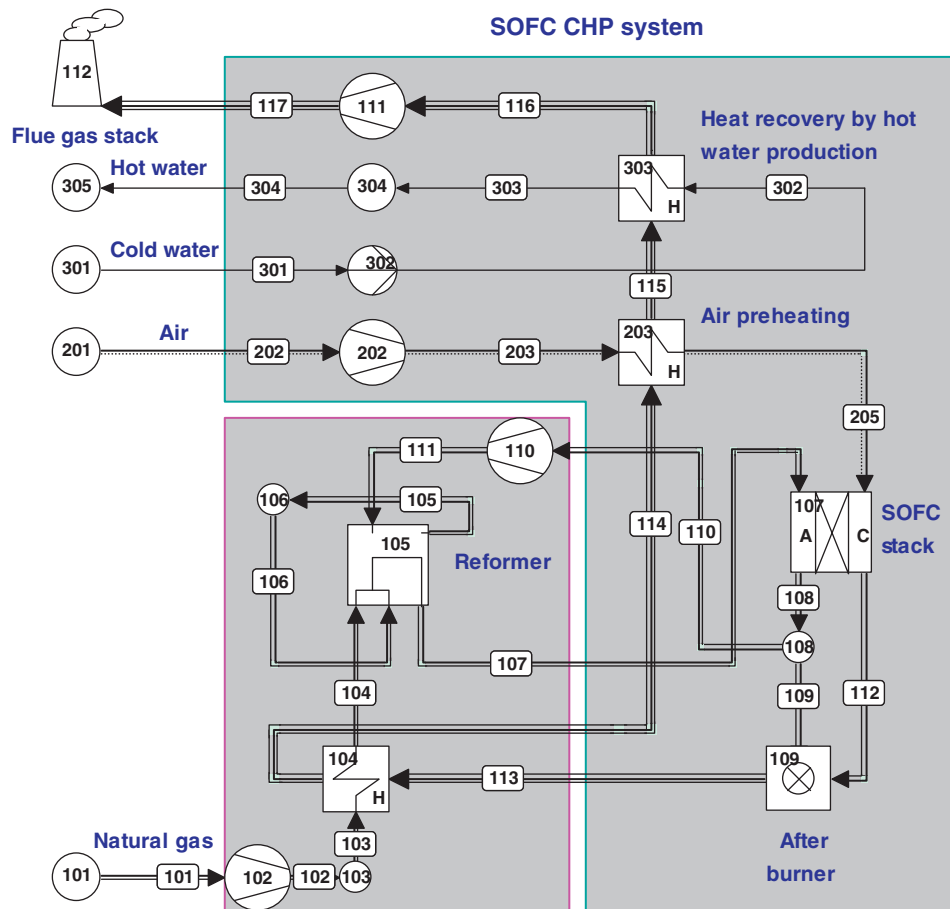 SOFC CHP system
112
117
111
116
Flue gas stack
Heat recovery by hot
water production
Hot water
305
304
304
303
303
H
302
Cold water
301
301
302
115
Air
Air preheating
201
202
202
203
203
H
205
111
110
106
105
105
114
110
107
A
C
SOFC
stack
Reformer
106
108
108
107
104
109
112
104
H
113
109
103
After
burner
Natural gas
101
101
102
102
103